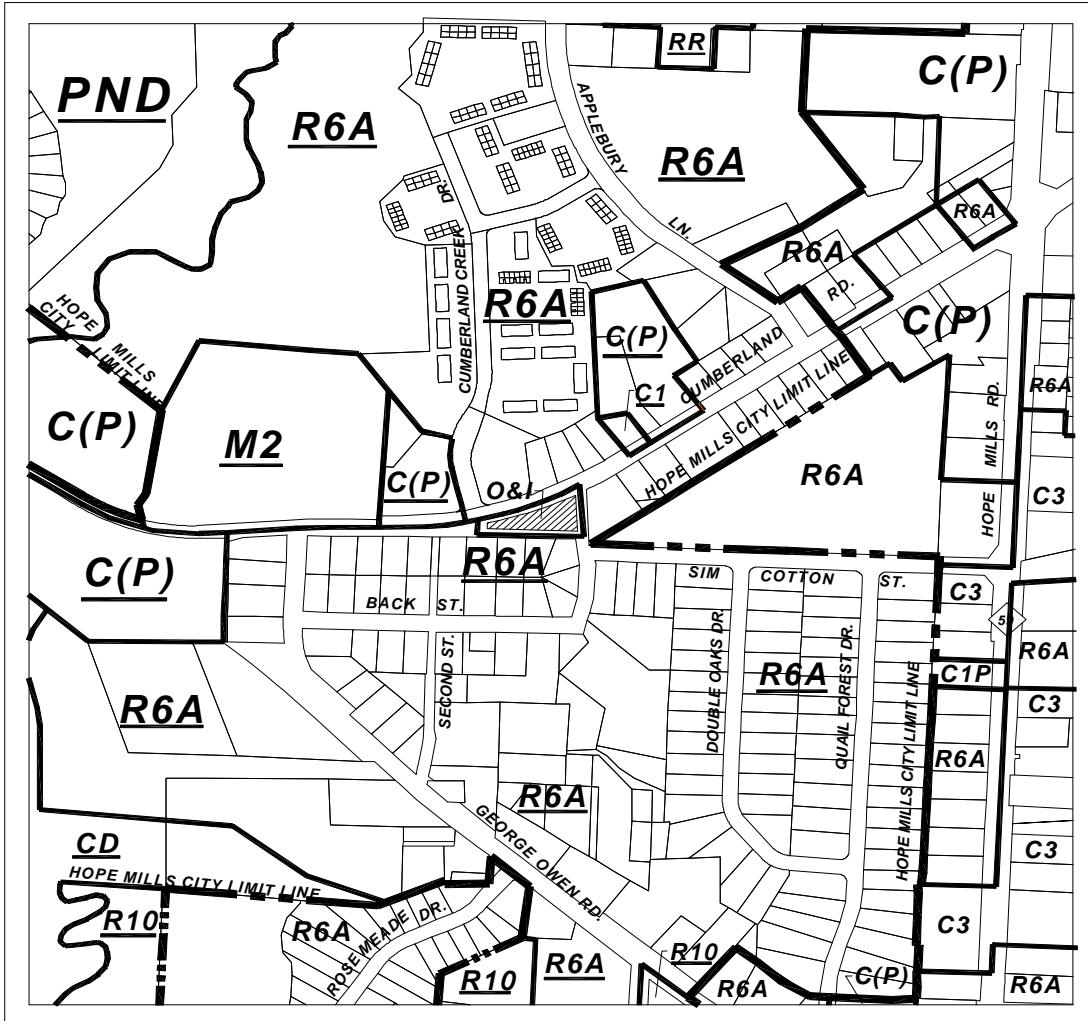 RR
C(P)
PND
R6A
APPLEBURY LN.
R6A
R6A
R6A
RD.
CUMBERLAND CREEK DR.
HOPE MILLS
CITY LIMIT LINE
R6A
C(P)
C(P)
C1
CUMBERLAND
R6A
MILLS RD.
HOPE
C(P)
M2
C(P)
HOPE MILLS CITY LIMIT LINE
R6A
O&I
C3
C(P)
R6A
SIM COTTON ST.
C3
BACK ST.
R6A
C1P
C3
R6A
SECOND ST.
DOUBLE OAKS DR.
R6A
QUAIL FOREST DR.
HOPE MILLS CITY LIMIT LINE
R6A
R6A
GEORGE OWEN RD.
CD
C3
HOPE MILLS CITY LIMIT LINE
R10
R6A
ROSEMEADE DR.
C3
R10
R6A
R10
R6A
C(P)
R6A